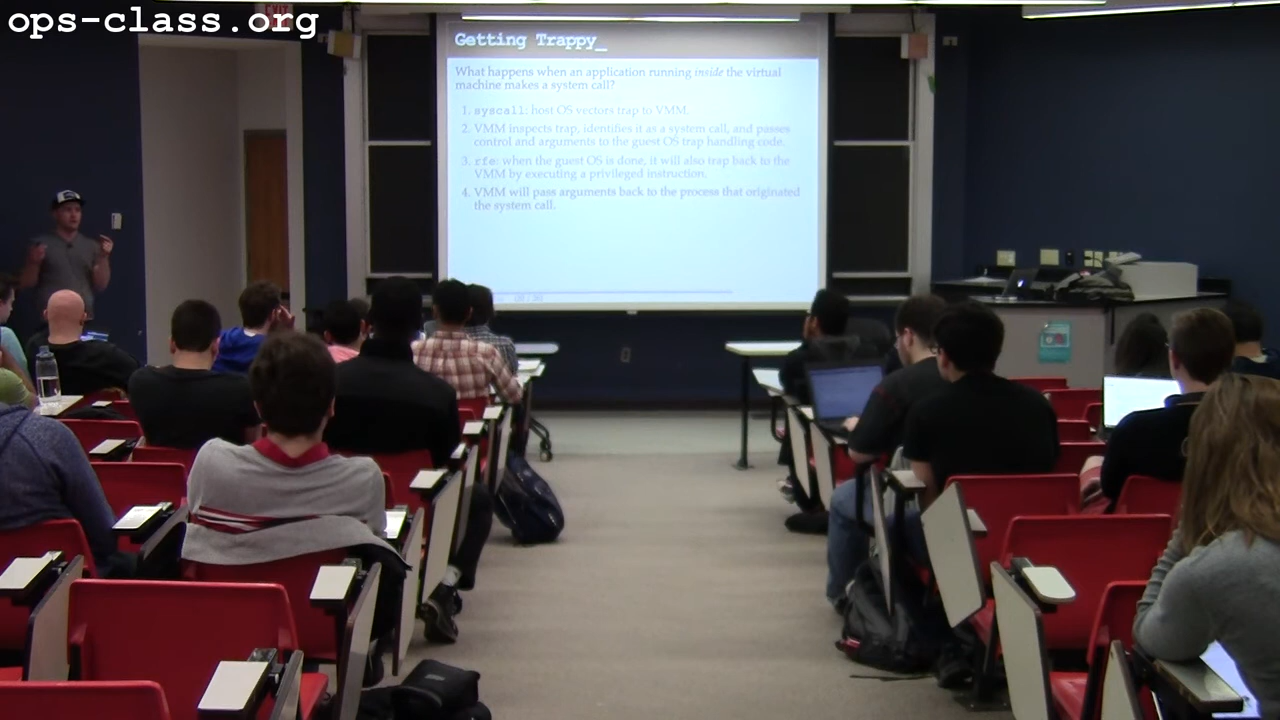 ops-class.org
EXIT
Getting Trappy_
What happens when an application running inside the virtual
machine makes a system call?
1. syscall: host OS vectors trap to VMM.
2. VMM inspects trap, identifies it as a system call, and passes
control and arguments to the guest OS trap handling code.
3. rfe: when the guest OS is done, it will also trap back to the
VMM by executing a privileged instruction.
4. VMM will pass arguments back to the process that originated
the system call.